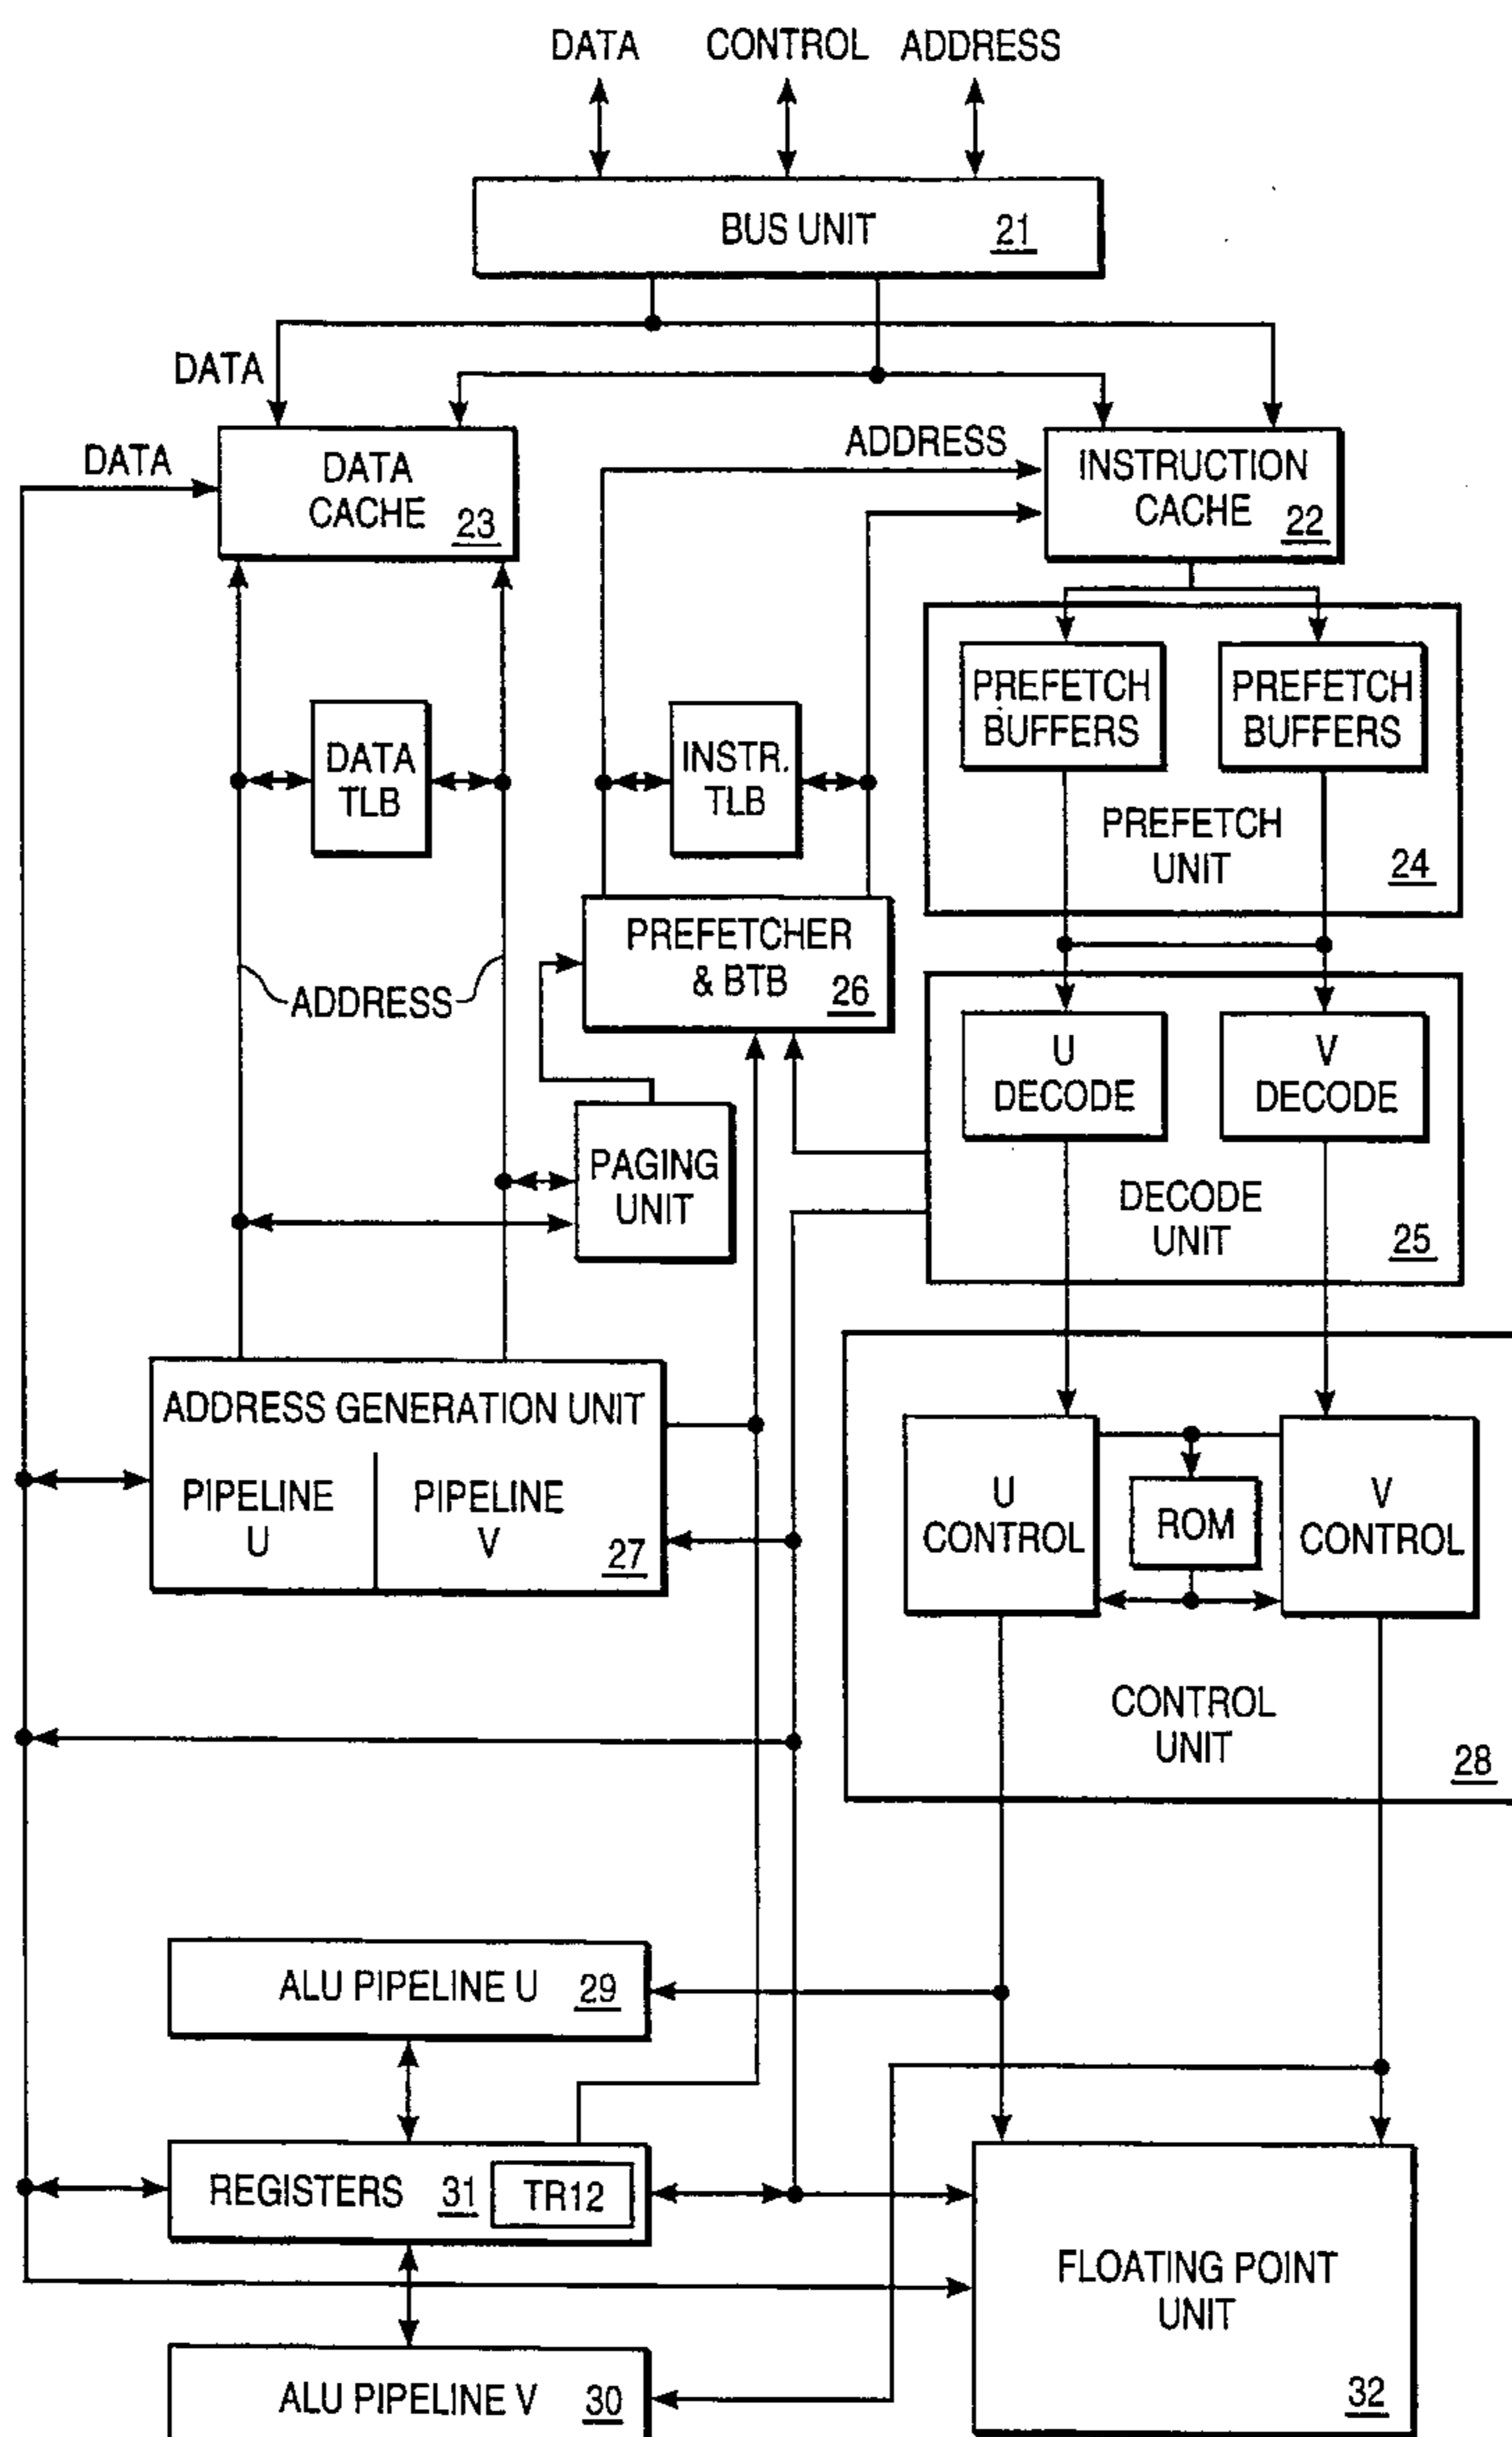 DATA CONTROL ADDRESS
BUS UNIT 21
DATA
DATA
DATA
CACHE 23
ADDRESS
INSTRUCTION
CACHE 22
PREFETCH
BUFFERS
PREFETCH
BUFFERS
DATA
TLB
INSTR.
TLB
PREFETCH
UNIT 24
PREFETCHER
& BTB 26
ADDRESS
U
DECODE
V
DECODE
PAGING
UNIT
DECODE
UNIT 25
ADDRESS GENERATION UNIT
PIPELINE
U
PIPELINE
V
27
U
CONTROL
ROM
V
CONTROL
CONTROL
UNIT
28
ALU PIPELINE U 29
REGISTERS 31 TR12
FLOATING POINT
UNIT
32
ALU PIPELINE V 30